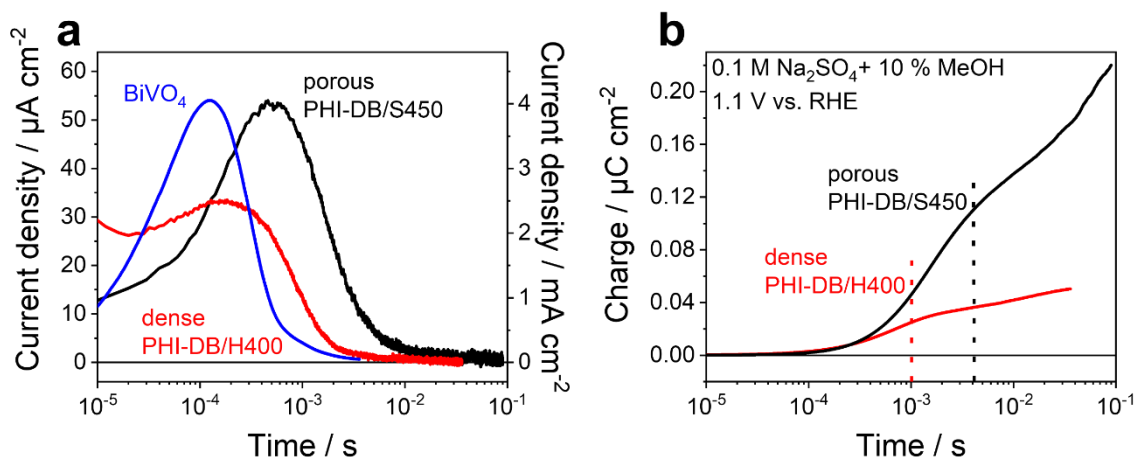 a
Current density / µA cm⁻²
60
50
40
30
20
10
0
BiVO₄
porous
PHI-DB/S450
dense
PHI-DB/H400
4
3
2
1
0
Current density / mA cm⁻²
10⁻⁵
10⁻⁴
10⁻³
10⁻²
10⁻¹
Time / s
b
Charge / µC cm⁻²
0.20
0.16
0.12
0.08
0.04
0.00
0.1 M Na₂SO₄+ 10 % MeOH
1.1 V vs. RHE
porous
PHI-DB/S450
dense
PHI-DB/H400
10⁻⁵
10⁻⁴
10⁻³
10⁻²
10⁻¹
Time / s